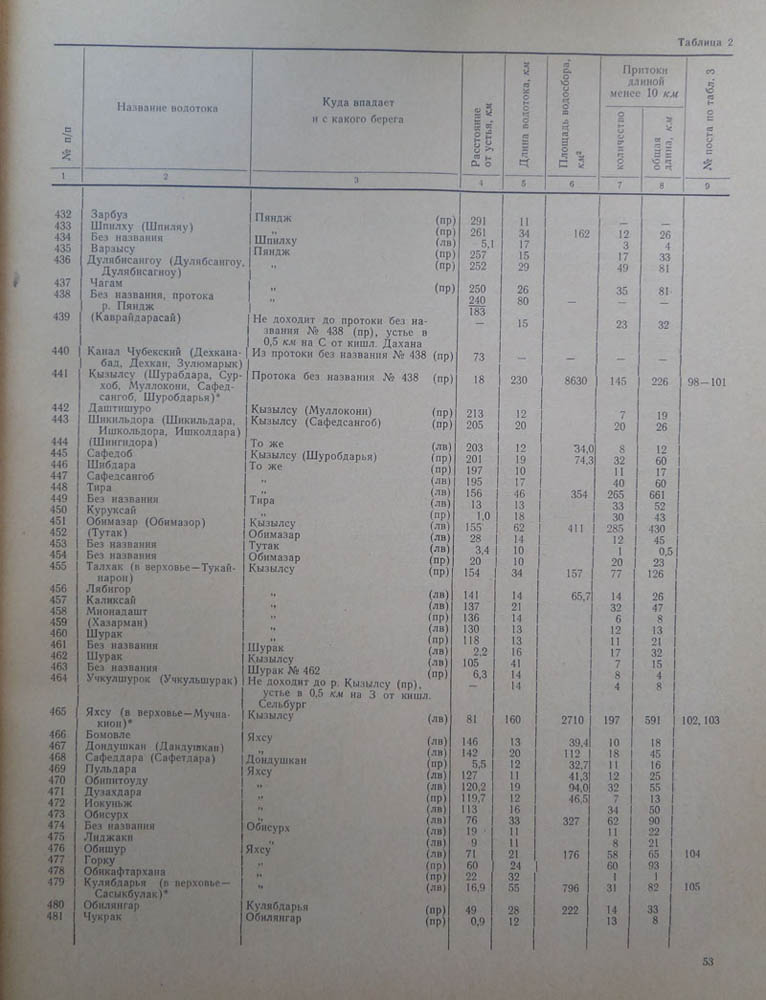 Таблица 2
№ п/п
Название водотока
Куда впадает
и с какого берега
Расстояние от устья, км
Длина водотока, км
Площадь водосбора, км²
Притоки
длиной
менее 10 км
количество
общая длина, км
№ поста по табл. 3
1 2 3 4 5 6 7 8 9
432 Зарбуз Пяндж (пр) 291 11 — —
433 Шпилху (Шпиляу) „ (пр) 261 34 162 12 26
434 Без названия Шпилху (лв) 5,1 17 3 4
435 Варзысу Пяндж (пр) 257 15 17 33
436 Дулябисангоу (Дулябсангоу, „ (пр) 252 29 49 81
Дулябисагиоу)
437 Чагам „ (пр) 250 26 35 81
438 Без названия, протока „ 240 80 — — —
р. Пяндж 183
439 (Каврайдарасай) Не доходит до протоки без на- — 15 23 32
звания № 438 (пр), устье в
0,5 км на С от кишл. Дахана
440 Канал Чубекский (Дехкана- Из протоки без названия № 438 (пр) 73 — — — —
бад, Дехкан, Зулюмарык)
441 Кызылсу (Шурабдара, Сур- Протока без названия № 438 (пр) 18 230 8630 145 226 98—101
хоб, Муллокони, Сафед-
сангоб, Шуробдарья)*
442 Даштишуро Кызылсу (Муллокони) (пр) 213 12 7 19
443 Шикильдора (Шикильдара, Кызылсу (Сафедсангоб) (пр) 205 20 20 26
Ишкольдора, Ишколдара)
444 (Шингидора) То же (лв) 203 12 34,0 8 12
445 Сафедоб Кызылсу (Шуробдарья) (пр) 201 19 74,3 32 60
446 Шибдара То же (пр) 197 10 11 17
447 Сафедсангоб „ (лв) 195 17 40 60
448 Тира „ (лв) 156 46 354 265 661
449 Без названия Тира (лв) 13 13 33 52
450 Куруксай „ (пр) 1,0 18 30 43
451 Обимазар (Обимазор) Кызылсу (лв) 155 62 411 285 430
452 (Тутак) Обимазар (лв) 28 14 12 45
453 Без названия Тутак (лв) 3,4 10 1 0,5
454 Без названия Обимазар (пр) 20 10 20 23
455 Талхак (в верховье—Тукай- Кызылсу (пр) 154 34 157 77 126
нарон)
456 Лябигор „ (лв) 141 14 65,7 14 26
457 Каликсай „ (лв) 137 21 32 47
458 Мионадашт „ (пр) 136 14 6 8
459 (Хазарман) „ (лв) 130 13 12 13
460 Шурак „ (пр) 118 13 11 21
461 Без названия Шурак (лв) 2,2 16 17 32
462 Шурак Кызылсу (лв) 105 41 7 15
463 Без названия Шурак № 462 (пр) 6,3 14 8 4
464 Учкулшурок (Учкульшурак) Не доходит до р. Кызылсу (пр), — 14 4 8
устье в 0,5 км на З от кишл.
Сельбург
465 Яхсу (в верховье—Мучна- Кызылсу (лв) 81 160 2710 197 591 102, 103
кион)*
466 Бомовле Яхсу (лв) 146 13 39,4 10 18
467 Дондушкан (Дандушкан) „ (лв) 142 20 112 18 45
468 Сафеддара (Сафетдара) Дондушкан (пр) 5,5 12 32,7 11 16
469 Пульдара Яхсу (лв) 127 11 41,3 12 25
470 Обипитоуду „ (лв) 120,2 19 94,0 32 55
471 Дузахдара „ (пр) 119,7 12 46,5 7 13
472 Иокуньж „ (лв) 113 16 34 50
473 Обисурх „ (лв) 76 33 327 62 90
474 Без названия Обисурх (лв) 19 11 11 22
475 Лиджаки „ (лв) 9 11 8 21
476 Обишур Яхсу (лв) 71 21 176 58 65 104
477 Горку „ (пр) 60 24 60 93
478 Обикафтархана „ (пр) 22 32 1 1
479 Кулябдарья (в верховье— „ (лв) 16,9 55 796 31 82 105
Сасыкбулак)*
480 Обилянгар Кулябдарья (пр) 49 28 222 14 33
481 Чукрак Обилянгар (пр) 0,9 12 13 8
53